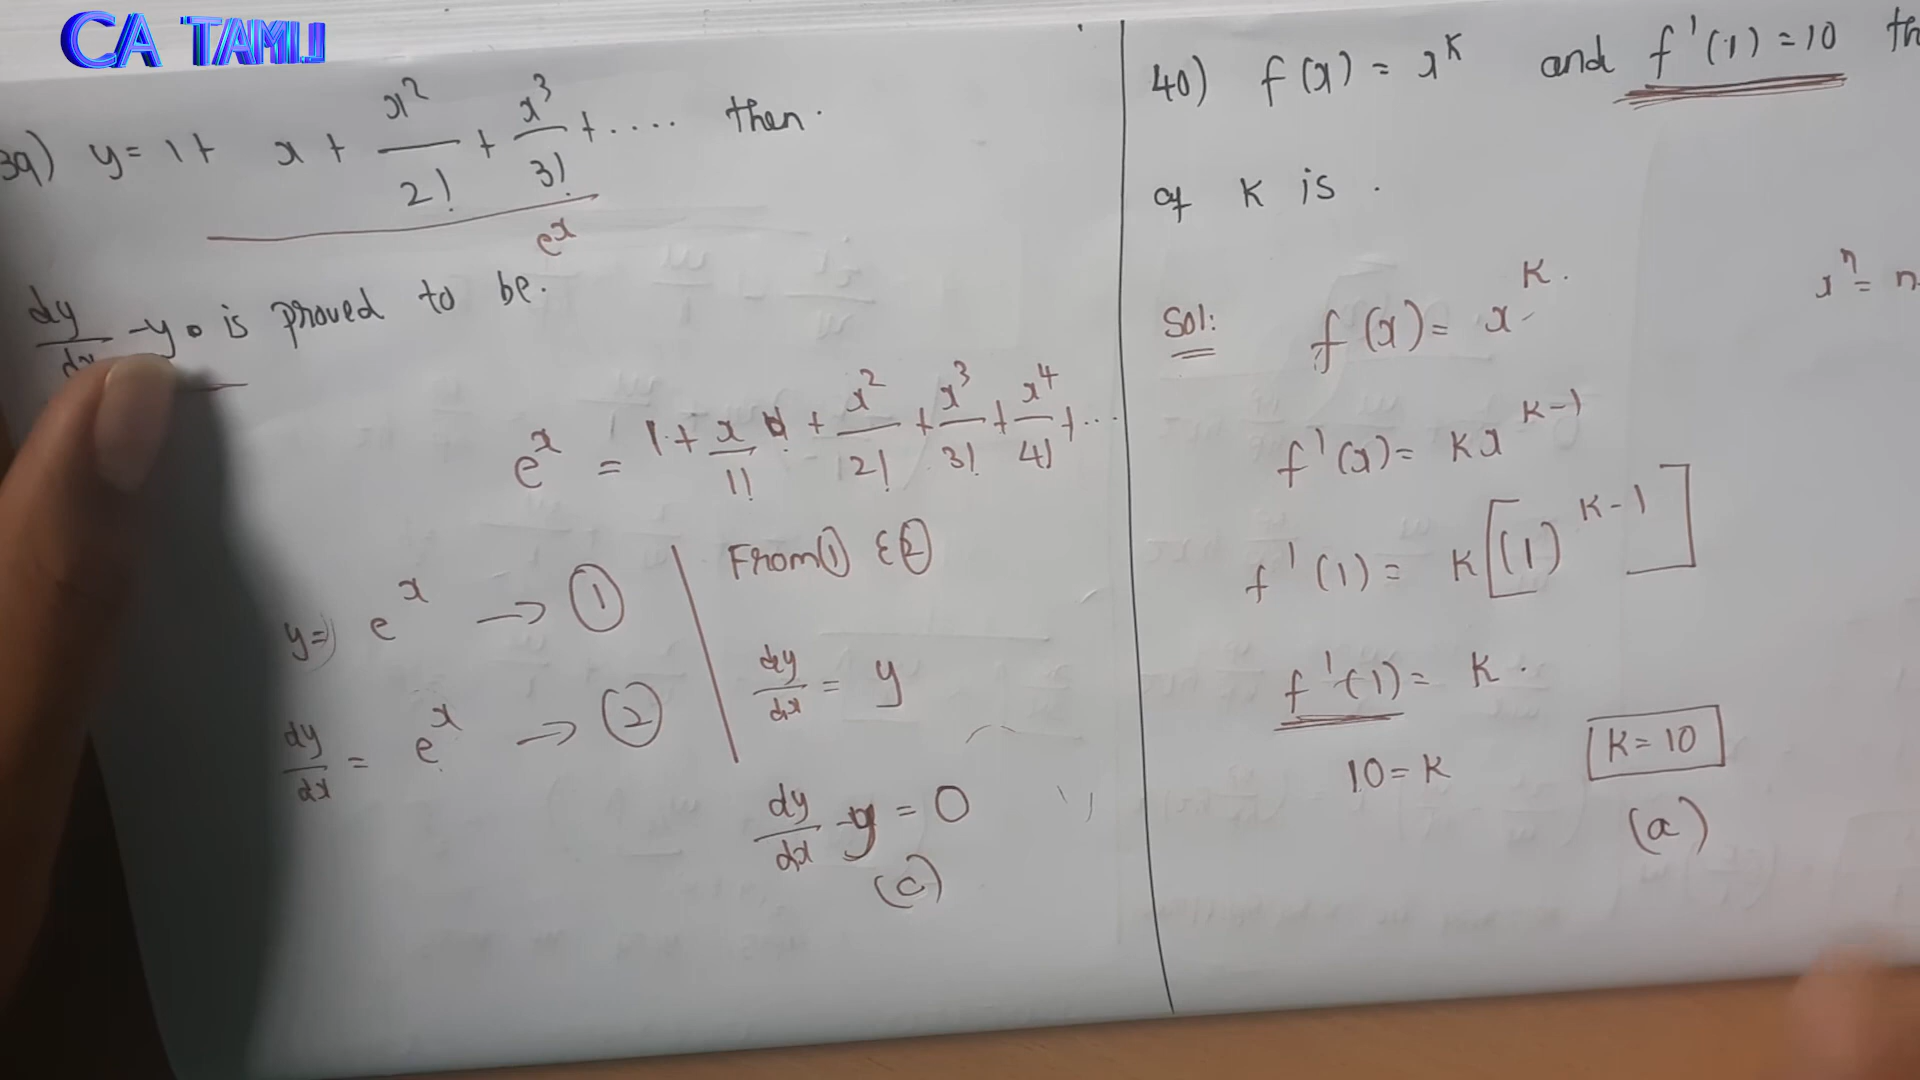 CA TAMIL
39) y = 1 + x + x²/2! + x³/3! + .... then.
eˣ
dy/dx - y is proved to be.
eˣ = 1 + x/1! + x²/2! + x³/3! + x⁴/4! + ...
y = eˣ → ①
dy/dx = eˣ → ②
From ① & ②
dy/dx = y
dy/dx - y = 0
(c)
40) f(x) = xᴷ and f'(1) = 10 th
of K is .
Sol: f(x) = xᴷ.
xⁿ = n
f'(x) = Kxᴷ⁻¹
f'(1) = K[(1)ᴷ⁻¹]
f'(1) = K.
10 = K
K = 10
(a)